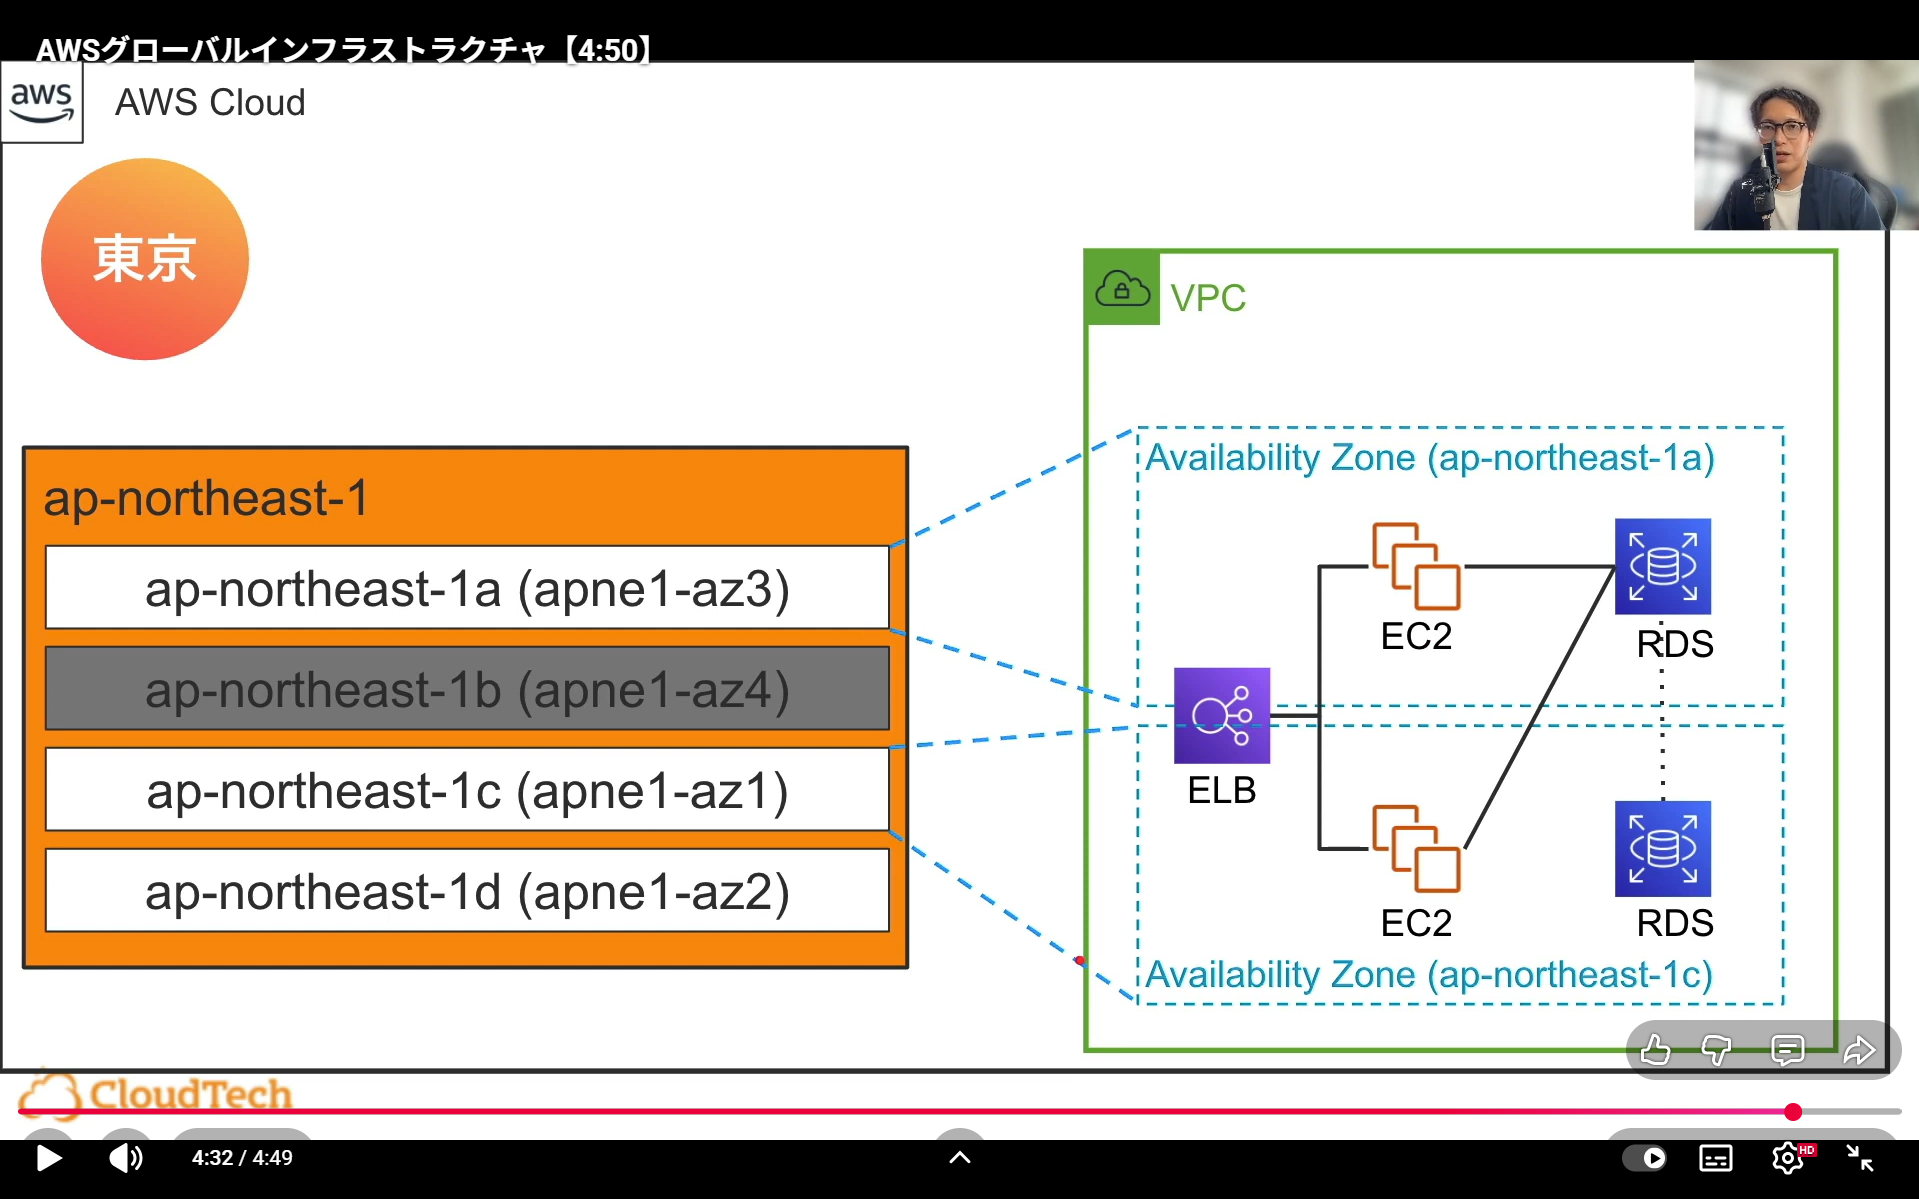 AWSグローバルインフラストラクチャ【4:50】
aws
AWS Cloud
東京
VPC
ap-northeast-1
ap-northeast-1a (apne1-az3)
ap-northeast-1b (apne1-az4)
ap-northeast-1c (apne1-az1)
ap-northeast-1d (apne1-az2)
Availability Zone (ap-northeast-1a)
EC2
RDS
ELB
EC2
RDS
Availability Zone (ap-northeast-1c)
CloudTech
4:32 / 4:49
HD